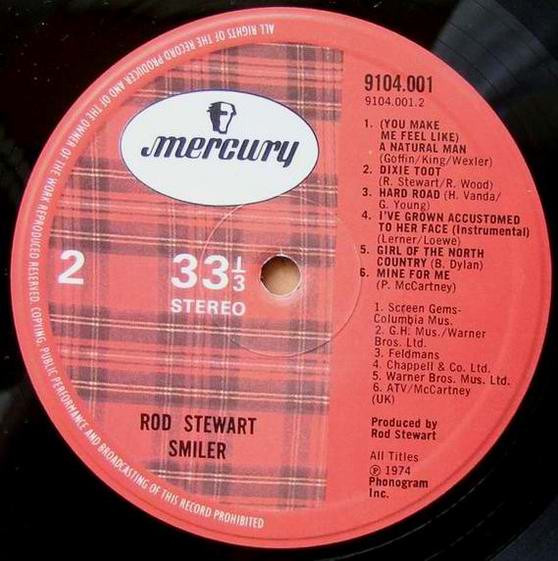 ALL RIGHTS OF THE RECORD PRODUCER AND OF THE OWNER OF THE WORK REPRODUCED RESERVED. COPYING, PUBLIC PERFORMANCE AND BROADCASTING OF THIS RECORD PROHIBITED
mercury
9104.001
9104.001.2
1. (YOU MAKE
ME FEEL LIKE)
A NATURAL MAN
(Goffin/King/Wexler)
2. DIXIE TOOT
(R. Stewart/R. Wood)
3. HARD ROAD (H. Vanda/
G. Young)
4. I'VE GROWN ACCUSTOMED
TO HER FACE (Instrumental)
(Lerner/Loewe)
5. GIRL OF THE NORTH
COUNTRY (B. Dylan)
6. MINE FOR ME
(P. McCartney)
2
33⅓
STEREO
1. Screen Gems-
Columbia Mus.
2. G.H. Mus./Warner
Bros. Ltd.
3. Feldmans
4. Chappell & Co. Ltd.
5. Warner Bros. Mus. Ltd.
6. ATV/McCartney
(UK)
ROD STEWART
SMILER
Produced by
Rod Stewart
All Titles
℗ 1974
Phonogram
Inc.